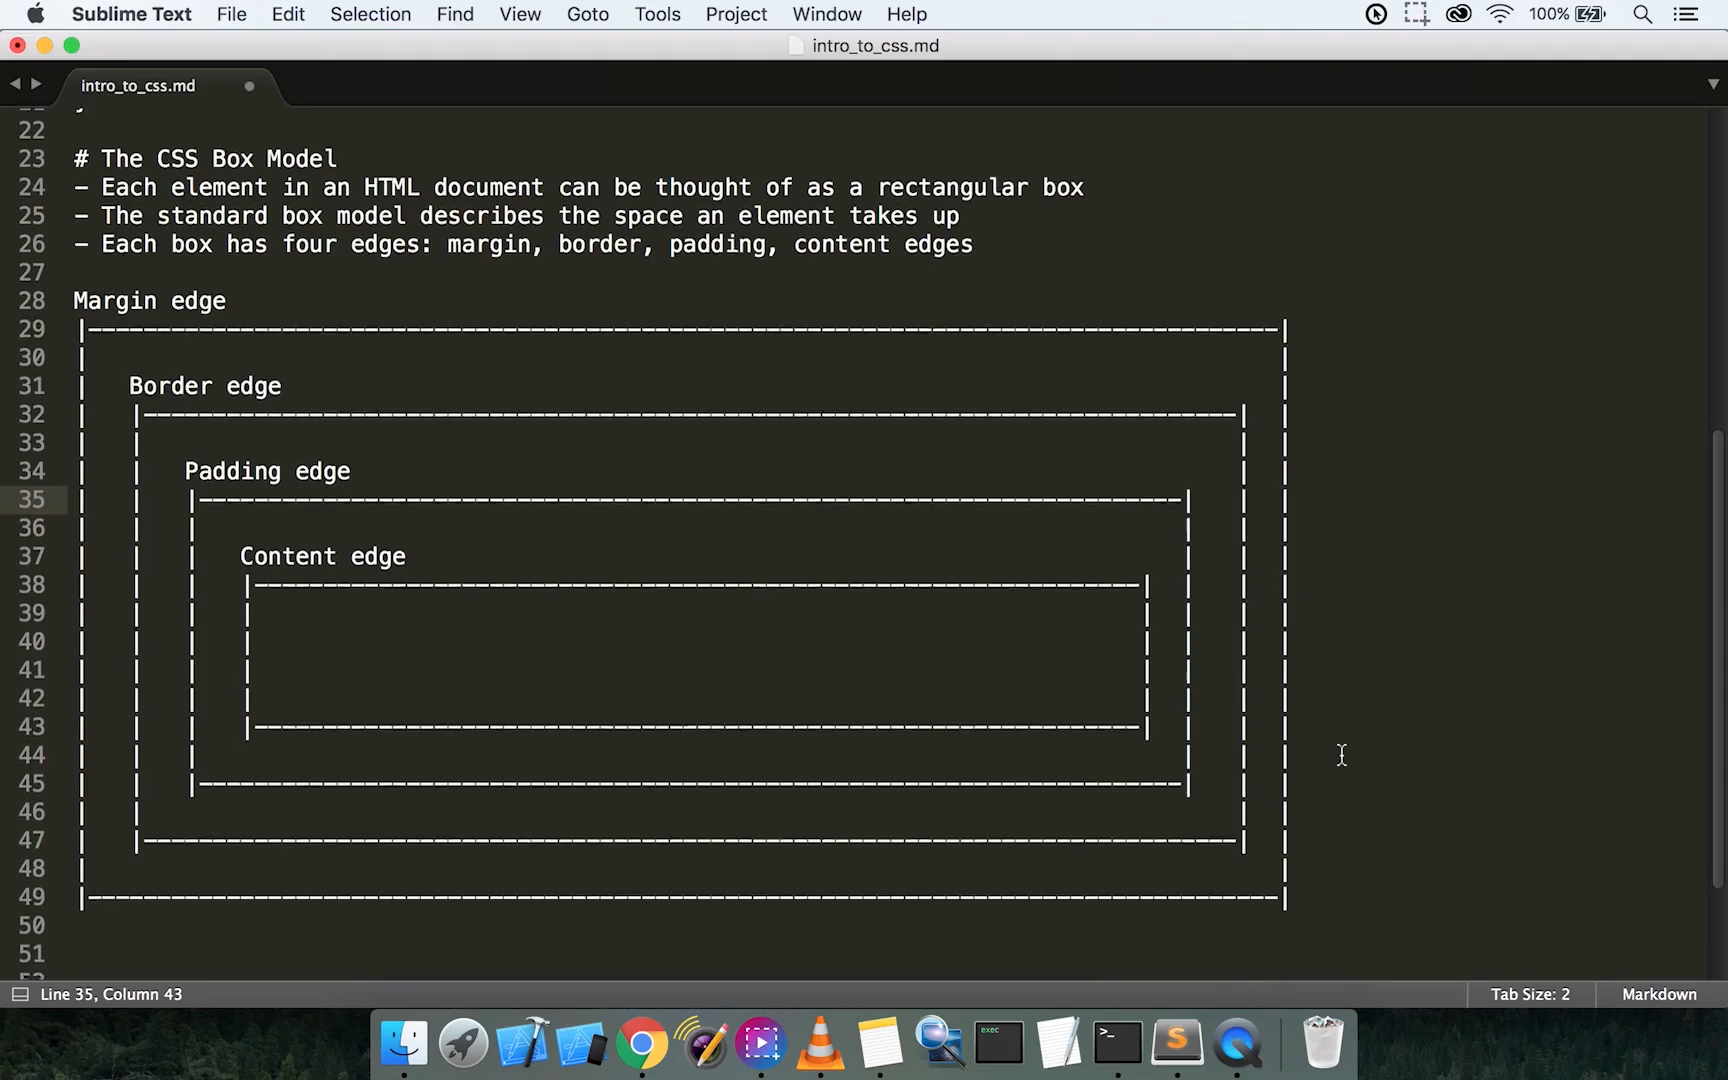 Sublime Text File Edit Selection Find View Goto Tools Project Window Help 100%
intro_to_css.md
intro_to_css.md
22
23 # The CSS Box Model
24 - Each element in an HTML document can be thought of as a rectangular box
25 - The standard box model describes the space an element takes up
26 - Each box has four edges: margin, border, padding, content edges
27
28 Margin edge
29
30
31 Border edge
32
33
34 Padding edge
35
36
37 Content edge
38
39
40
41
42
43
44
45
46
47
48
49
50
51
Line 35, Column 43 Tab Size: 2 Markdown
exec